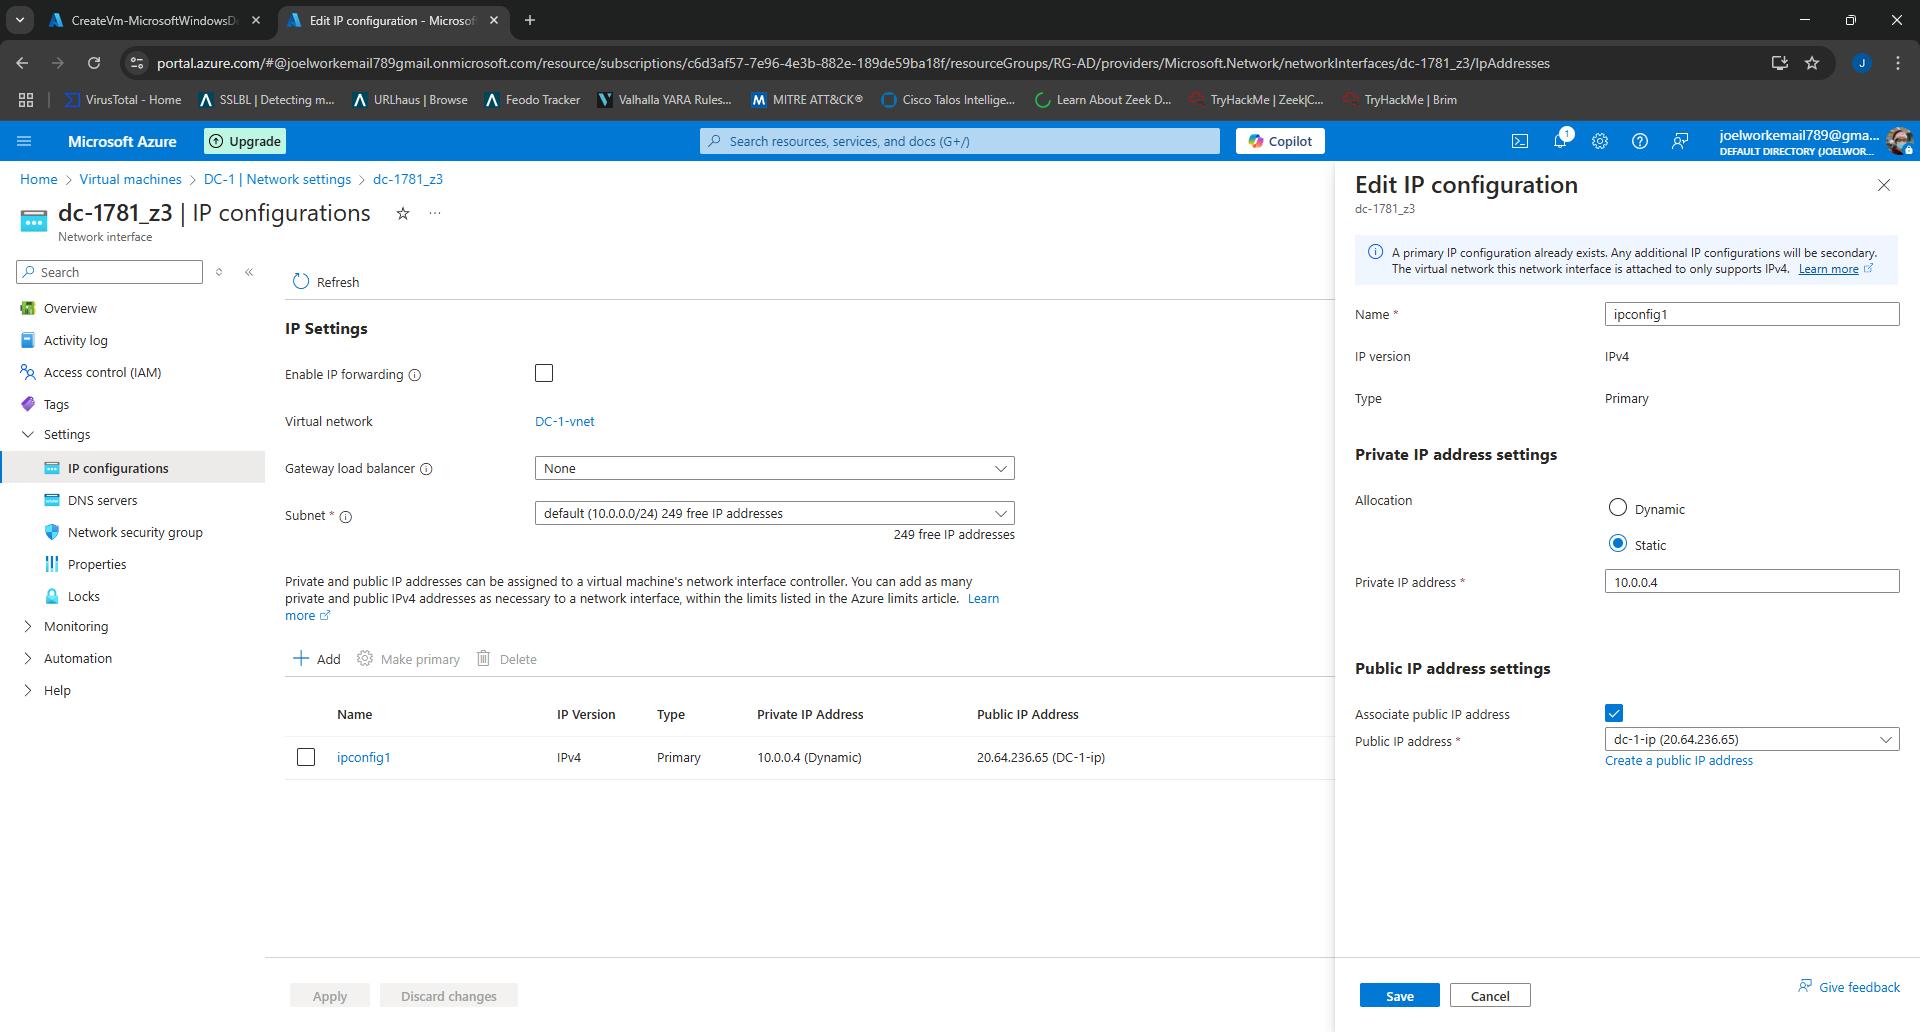 CreateVm-MicrosoftWindowsDe
Edit IP configuration - Microsof
portal.azure.com/#@joelworkemail789gmail.onmicrosoft.com/resource/subscriptions/c6d3af57-7e96-4e3b-882e-189de59ba18f/resourceGroups/RG-AD/providers/Microsoft.Network/networkInterfaces/dc-1781_z3/IpAddresses
J
VirusTotal - Home
SSLBL | Detecting m...
URLhaus | Browse
Feodo Tracker
Valhalla YARA Rules...
MITRE ATT&CK®
Cisco Talos Intellige...
Learn About Zeek D...
TryHackMe | Zeek|C...
TryHackMe | Brim
Microsoft Azure
Upgrade
Search resources, services, and docs (G+/)
Copilot
1
joelworkemail789@gma...
DEFAULT DIRECTORY (JOELWOR...
Home > Virtual machines > DC-1 | Network settings > dc-1781_z3
dc-1781_z3 | IP configurations
Network interface
Search
Overview
Activity log
Access control (IAM)
Tags
Settings
IP configurations
DNS servers
Network security group
Properties
Locks
Monitoring
Automation
Help
Refresh
IP Settings
Enable IP forwarding
Virtual network
DC-1-vnet
Gateway load balancer
None
Subnet *
default (10.0.0.0/24) 249 free IP addresses
249 free IP addresses
Private and public IP addresses can be assigned to a virtual machine's network interface controller. You can add as many
private and public IPv4 addresses as necessary to a network interface, within the limits listed in the Azure limits article. Learn
more
Add
Make primary
Delete
Name IP Version Type Private IP Address Public IP Address
ipconfig1 IPv4 Primary 10.0.0.4 (Dynamic) 20.64.236.65 (DC-1-ip)
Apply
Discard changes
Edit IP configuration
dc-1781_z3
A primary IP configuration already exists. Any additional IP configurations will be secondary.
The virtual network this network interface is attached to only supports IPv4. Learn more
Name *
ipconfig1
IP version
IPv4
Type
Primary
Private IP address settings
Allocation
Dynamic
Static
Private IP address *
10.0.0.4
Public IP address settings
Associate public IP address
Public IP address *
dc-1-ip (20.64.236.65)
Create a public IP address
Save
Cancel
Give feedback